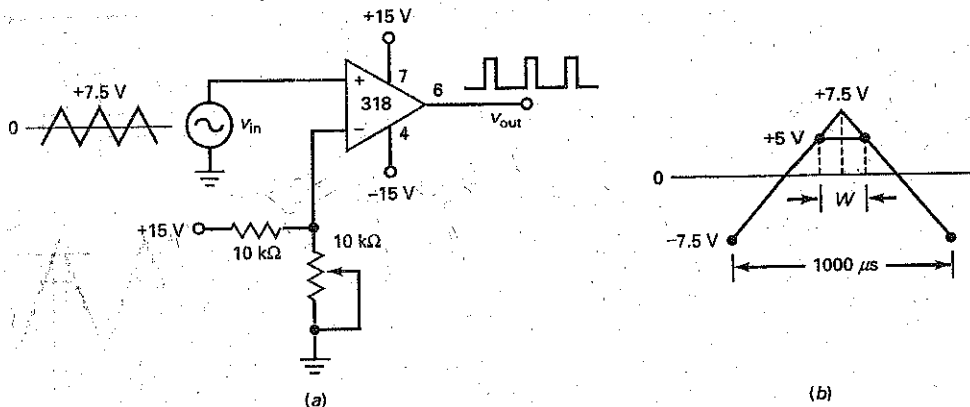 +15 V
+7.5 V
0
v_in
+
−
318
7
4
6
v_out
−15 V
+15 V
10 kΩ
10 kΩ
(a)
+7.5 V
+5 V
0
W
−7.5 V
1000 μs
(b)